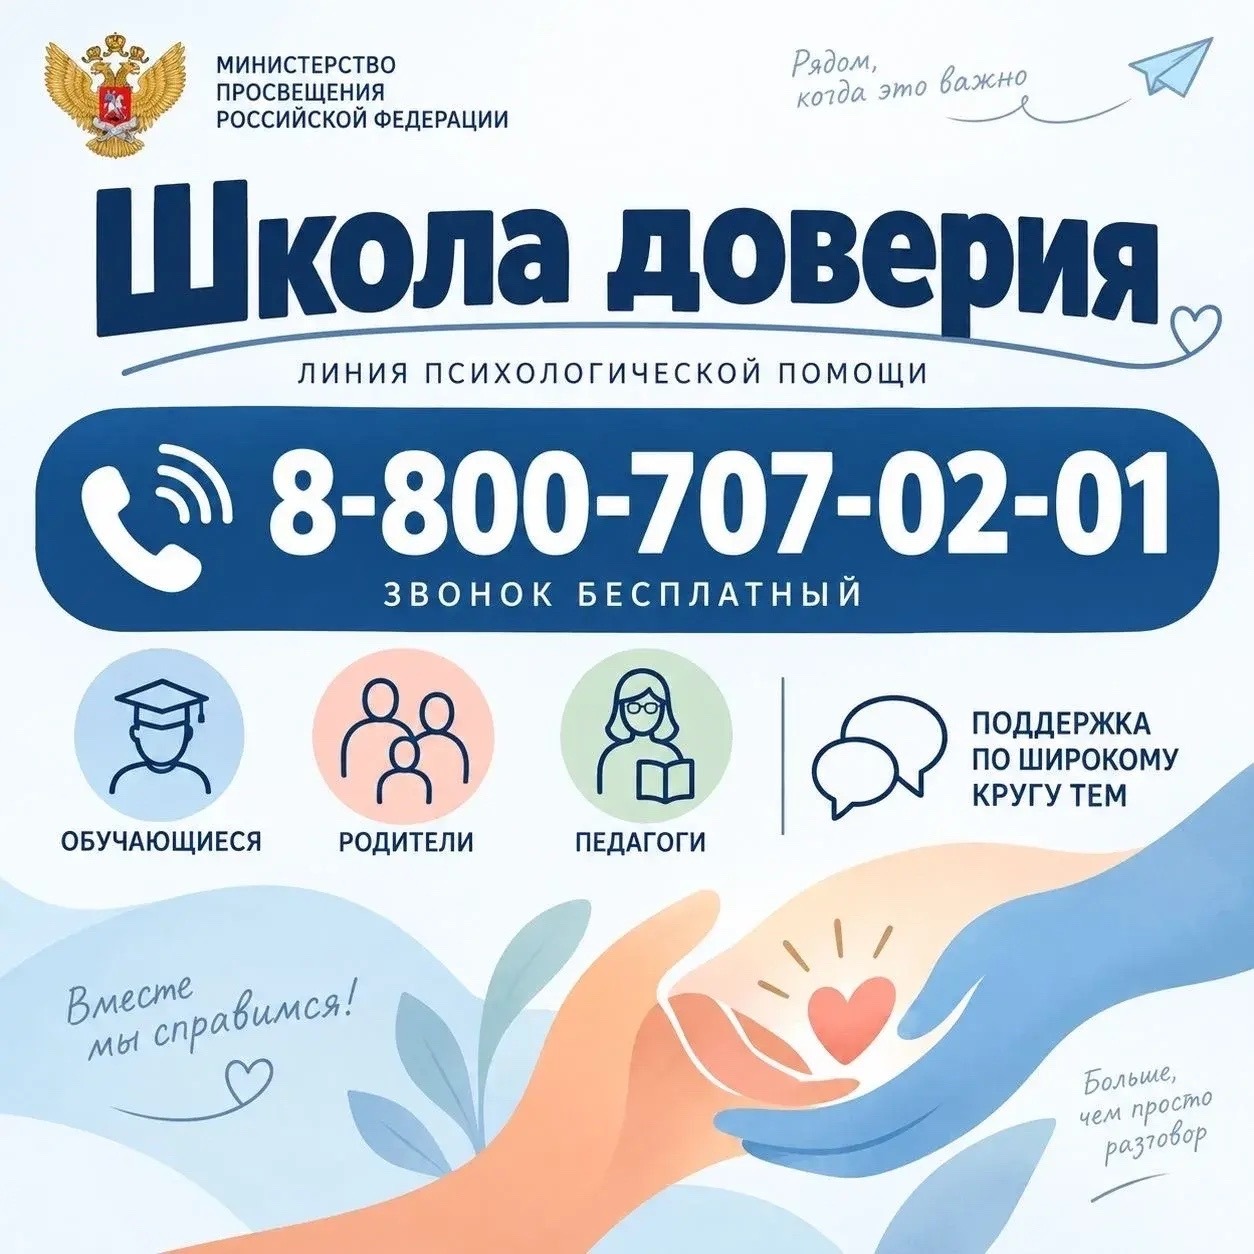 МИНИСТЕРСТВО
ПРОСВЕЩЕНИЯ
РОССИЙСКОЙ ФЕДЕРАЦИИ
Рядом,
когда это важно
Школа доверия
ЛИНИЯ ПСИХОЛОГИЧЕСКОЙ ПОМОЩИ
8-800-707-02-01
ЗВОНОК БЕСПЛАТНЫЙ
ОБУЧАЮЩИЕСЯ
РОДИТЕЛИ
ПЕДАГОГИ
ПОДДЕРЖКА
ПО ШИРОКОМУ
КРУГУ ТЕМ
Вместе
мы справимся!
Больше,
чем просто
разговор